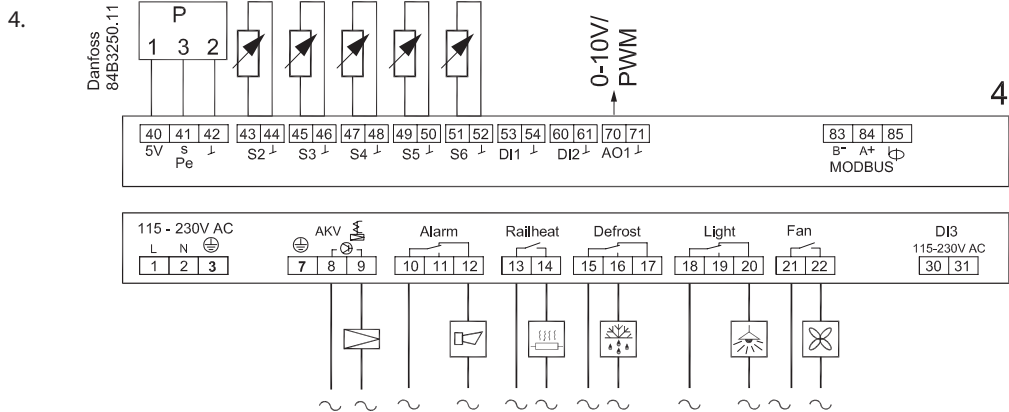 4.
Danfoss
84B3250.11
P
1 3 2
0-10V/
PWM
4
40 41 42 43 44 45 46 47 48 49 50 51 52 53 54 60 61 70 71 83 84 85
5V s S2 S3 S4 S5 S6 DI1 DI2 AO1 B- A+
Pe MODBUS
115 - 230V AC AKV Alarm Railheat Defrost Light Fan DI3
L N 115-230V AC
1 2 3 7 8 9 10 11 12 13 14 15 16 17 18 19 20 21 22 30 31